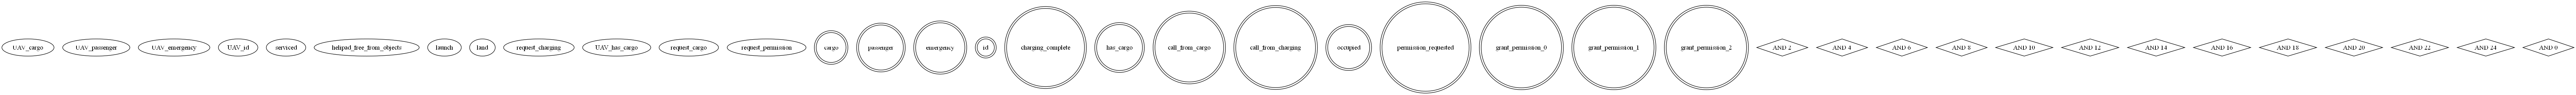 UAV_cargo
UAV_passenger
UAV_emergency
UAV_id
serviced
helipad_free_from_objects
launch
land
request_charging
UAV_has_cargo
request_cargo
request_permission
cargo
passenger
emergency
id
charging_complete
has_cargo
call_from_cargo
call_from_charging
occupied
permission_requested
grant_permission_0
grant_permission_1
grant_permission_2
AND 2
AND 4
AND 6
AND 8
AND 10
AND 12
AND 14
AND 16
AND 18
AND 20
AND 22
AND 24
AND 0